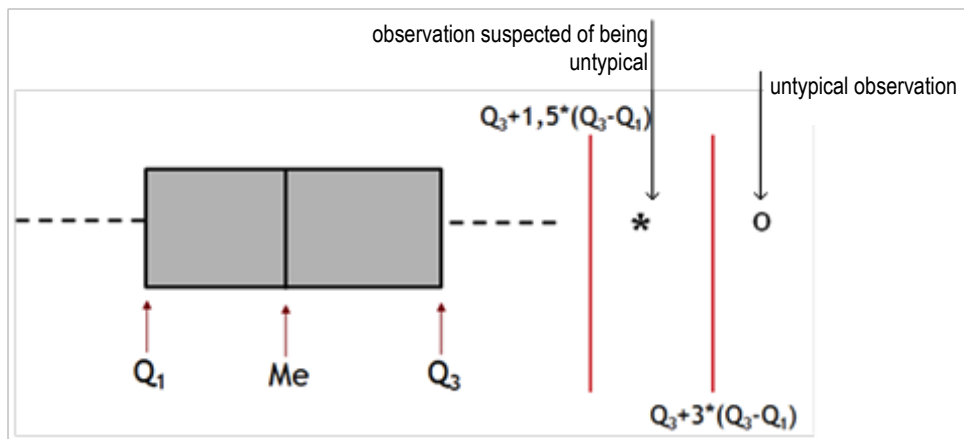 observation suspected of being
untypical
untypical observation
Q₃+1,5*(Q₃-Q₁)
*
o
Q₁
Me
Q₃
Q₃+3*(Q₃-Q₁)